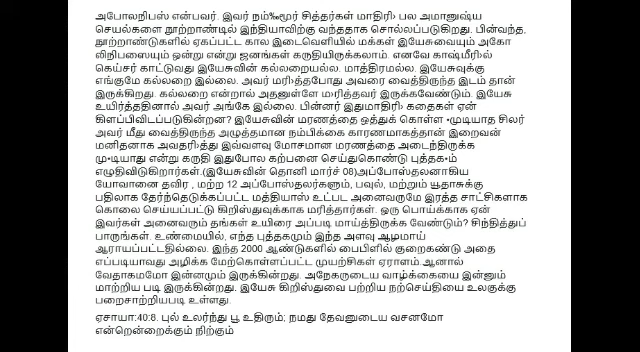 அபோலநிபஸ் என்பவர். இவர் நம்‰மூர் சித்தர்கள் மாதிரி› பல அமானுஷ்ய
செயல்களை நூற்றாண்டில் இந்தியாவிற்கு வந்ததாக சொல்லப்படுகிறது. பின்வந்த.
நூற்றாண்டுகளில் ஏகப்பட்ட கால இடைவெளியில் மக்கள் இயேசுவையும் அகோ
லிநிபஸையும் ஒன்று என்று ஜனங்கள் கருதியிருக்கலாம். எனவே காஷ்மீரி›ல்
கெய்சர் காட்டுவது இயேசுவின் கல்லறையல்ல. மாத்திரமல்ல. இயேசுவுக்கு
எங்குமே கல்லறை இல்லை. அவர் மரி›த்தபோது அவரை வைத்திருந்த இடம் தான்
இருக்கிறது. கல்லறை என்றால் அதனுள்ளே ம›ரித்தவர் இருக்கவேண்டும். இயேசு
உயிர்த்ததினால் அவர் அங்கே இல்லை. பின்னர் இதுமாதிரி› கதைகள் ஏன்
கிளப்பிவிடப்படுகின்றன? இயேசுவின் மரணத்தை ஒத்துக் கொள்ள •முடியாத சிலர்
அவர் மீது வைத்திருந்த அழுத்தமான நம்பிக்கை காரணமாகத்தான் இறைவன்
மனிதனாக அவதரி›த்து இவ்வளவு மோசமான மரணத்தை அடைந்திருக்க
மு•டியாது என்று கருதி இதுபோல கற்பனை செய்துகொண்டு புத்தக•ம்
எழுதிவிடுகிறார்கள்.(இயேசுவின் தொனி மார்ச் 08)அப்போஸ்தலனாகிய
யோவானை தவிர , மற்ற 12 அப்போஸ்தலர்களும், பவுல், மற்றும் யூதாசுக்கு
பதிலாக தேர்ந்தெடுக்கப்பட்ட மத்தியாஸ் உட்பட அனைவருமே இரத்த சாட்சிகளாக
கொலை செய்யப்பட்டு கிறிஸ்துவுக்காக மரித்தார்கள். ஒரு பொய்க்காக ஏன்
இவர்கள் அனைவரும் தங்கள் உயிரை அப்படி மாய்த்திருக்க வேண்டும்? சிந்தித்துப்
பாருங்கள். உண்மையில், எந்த புத்தகமும் இந்த அளவு ஆழமாய்
ஆராயப்பட்டதில்லை. இந்த 2000 ஆண்டுகளில் பைபிளில் குறைகண்டு அதை
எப்படியாவது அழிக்க மேற்கொள்ளப்பட்ட முயற்சிகள் ஏராளம்.ஆனால்
வேதாகமமோ இன்னமும் இருக்கின்றது. அநேகருடைய வாழ்க்கையை இன்னும்
மாற்றிய படி இருக்கின்றது. இயேசு கிறிஸ்துவை பற்றிய நற்செய்தியை உலகுக்கு
பறைசாற்றியபடி உள்ளது.
ஏசாயா:40:8. புல் உலர்ந்து பூ உதிரும்; நமது தேவனுடைய வசனமோ
என்றென்றைக்கும் நிற்கும்